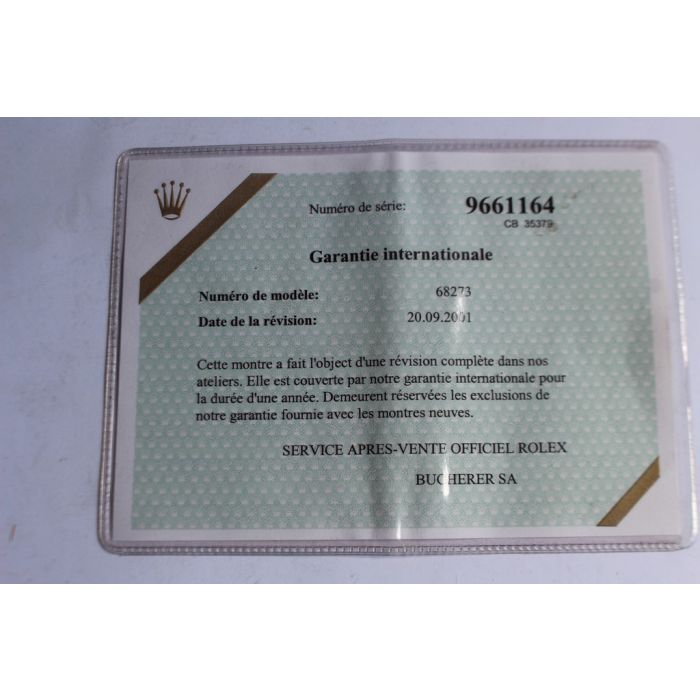 Numéro de série: 9661164
CB 35379
Garantie internationale
Numéro de modèle: 68273
Date de la révision: 20.09.2001
Cette montre a fait l'object d'une révision complète dans nos
ateliers. Elle est couverte par notre garantie internationale pour
la durée d'une année. Demeurent réservées les exclusions de
notre garantie fournie avec les montres neuves.
SERVICE APRES-VENTE OFFICIEL ROLEX
BUCHERER SA